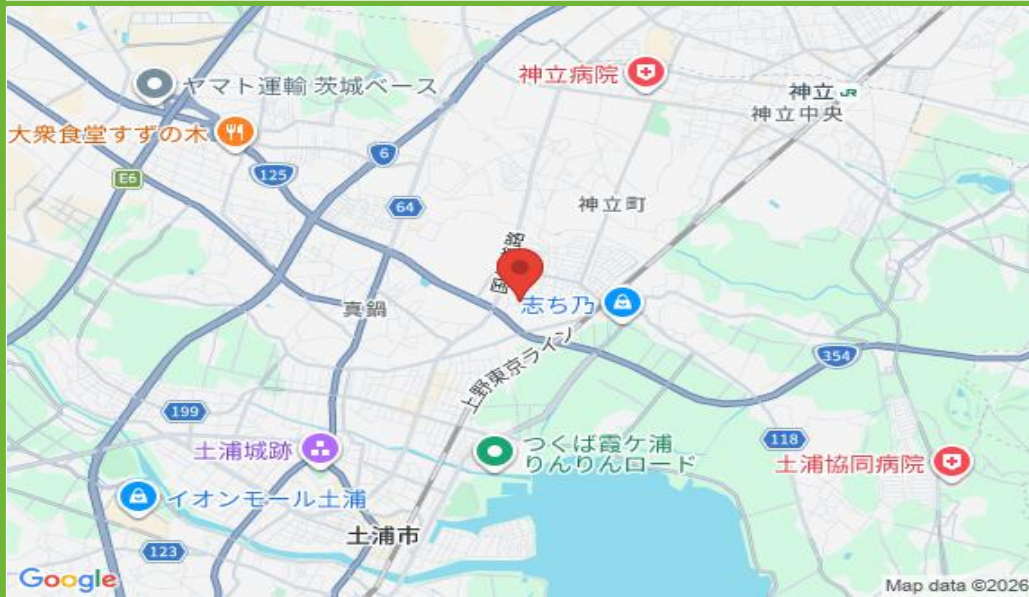 神立病院
ヤマト運輸 茨城ベース
神立 JR
神立中央
大衆食堂すずの木
6
125
E6
64
神立町
志ち乃
真鍋
上野東京ライン
354
199
118
土浦城跡
つくば霞ケ浦
りんりんロード
土浦協同病院
イオンモール土浦
土浦市
123
Google
Map data ©2026